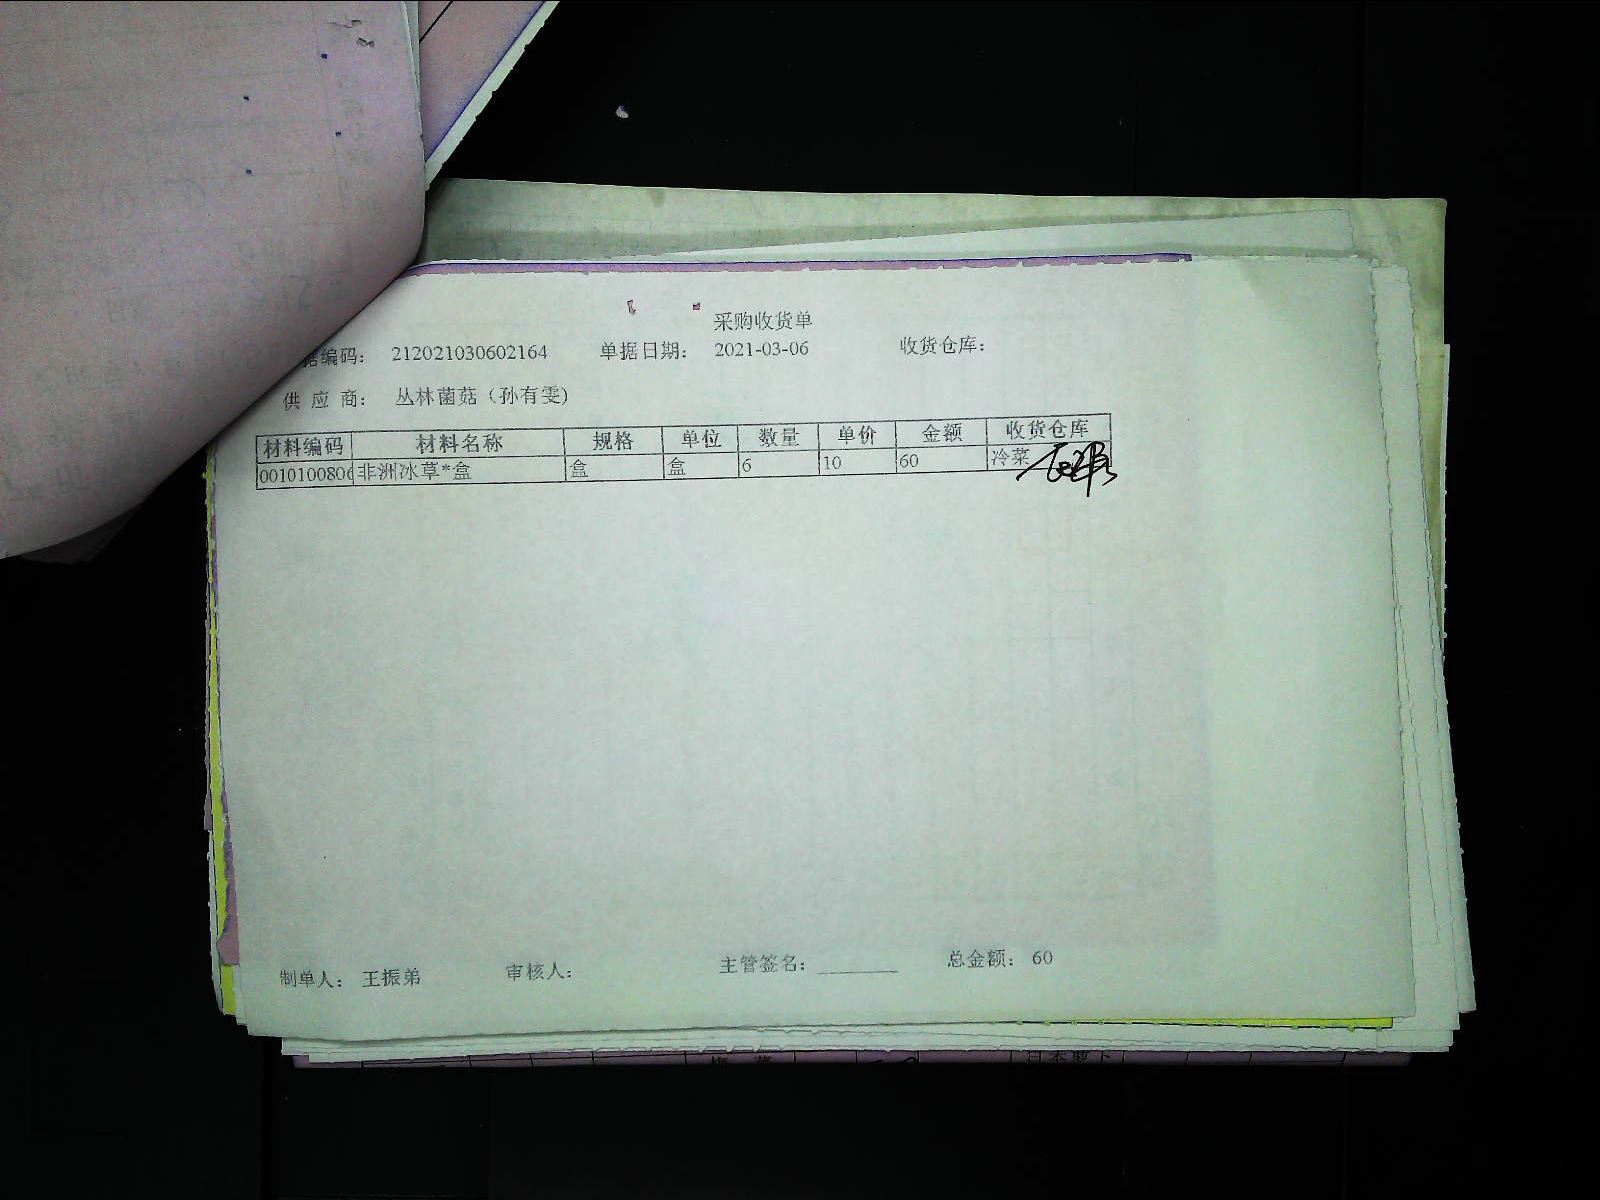 采购收货单
据编码： 212021030602164 单据日期： 2021-03-06 收货仓库：
供 应 商： 丛林菌菇（孙有雯）
材料编码 材料名称 规格 单位 数量 单价 金额 收货仓库
0010100806 非洲冰草*盒 盒 盒 6 10 60 冷菜
制单人： 王振弟 审核人： 主管签名： 总金额： 60